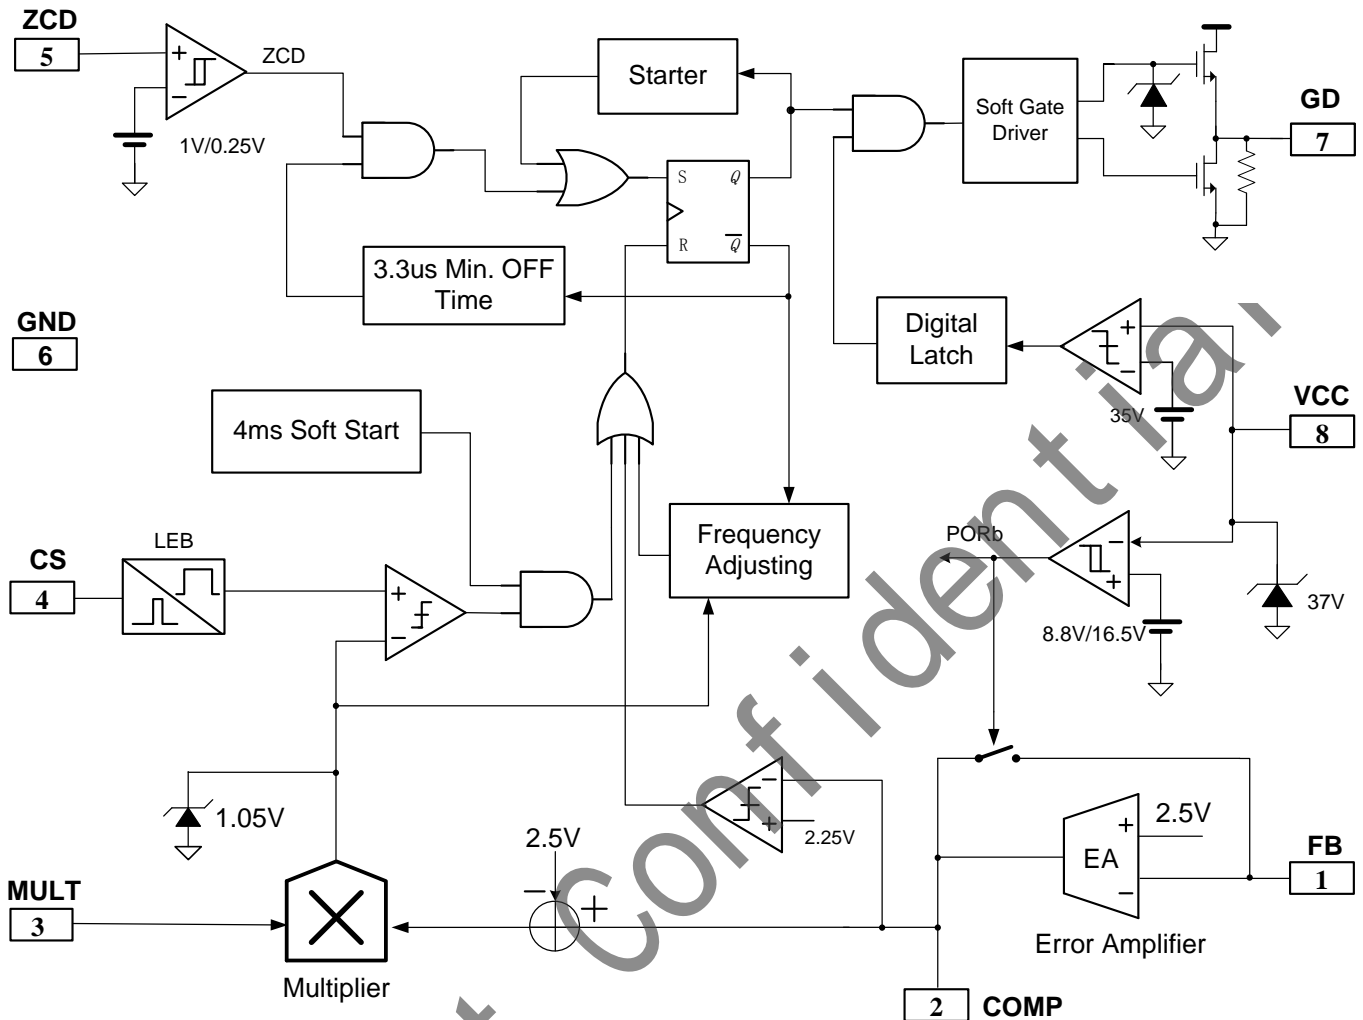 ZCD
5
ZCD
1V/0.25V
Starter
Soft Gate
Driver
GD
7
S Q
R Q
3.3us Min. OFF
Time
GND
6
Digital
Latch
35V
VCC
8
4ms Soft Start
Frequency
Adjusting
PORb
LEB
CS
4
8.8V/16.5V
37V
1.05V
2.5V
2.25V
EA
2.5V
FB
1
MULT
3
Multiplier
Error Amplifier
2
COMP
Confidential